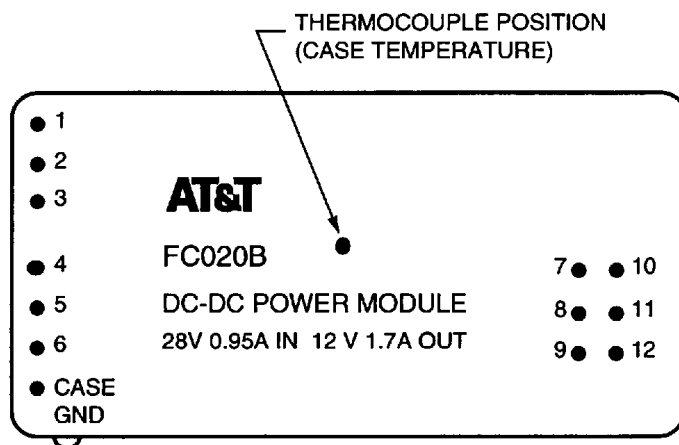 THERMOCOUPLE POSITION
(CASE TEMPERATURE)
1
2
3
AT&T
4
FC020B
7 10
5
DC-DC POWER MODULE
8 11
6
28V 0.95A IN 12 V 1.7A OUT
9 12
CASE
GND